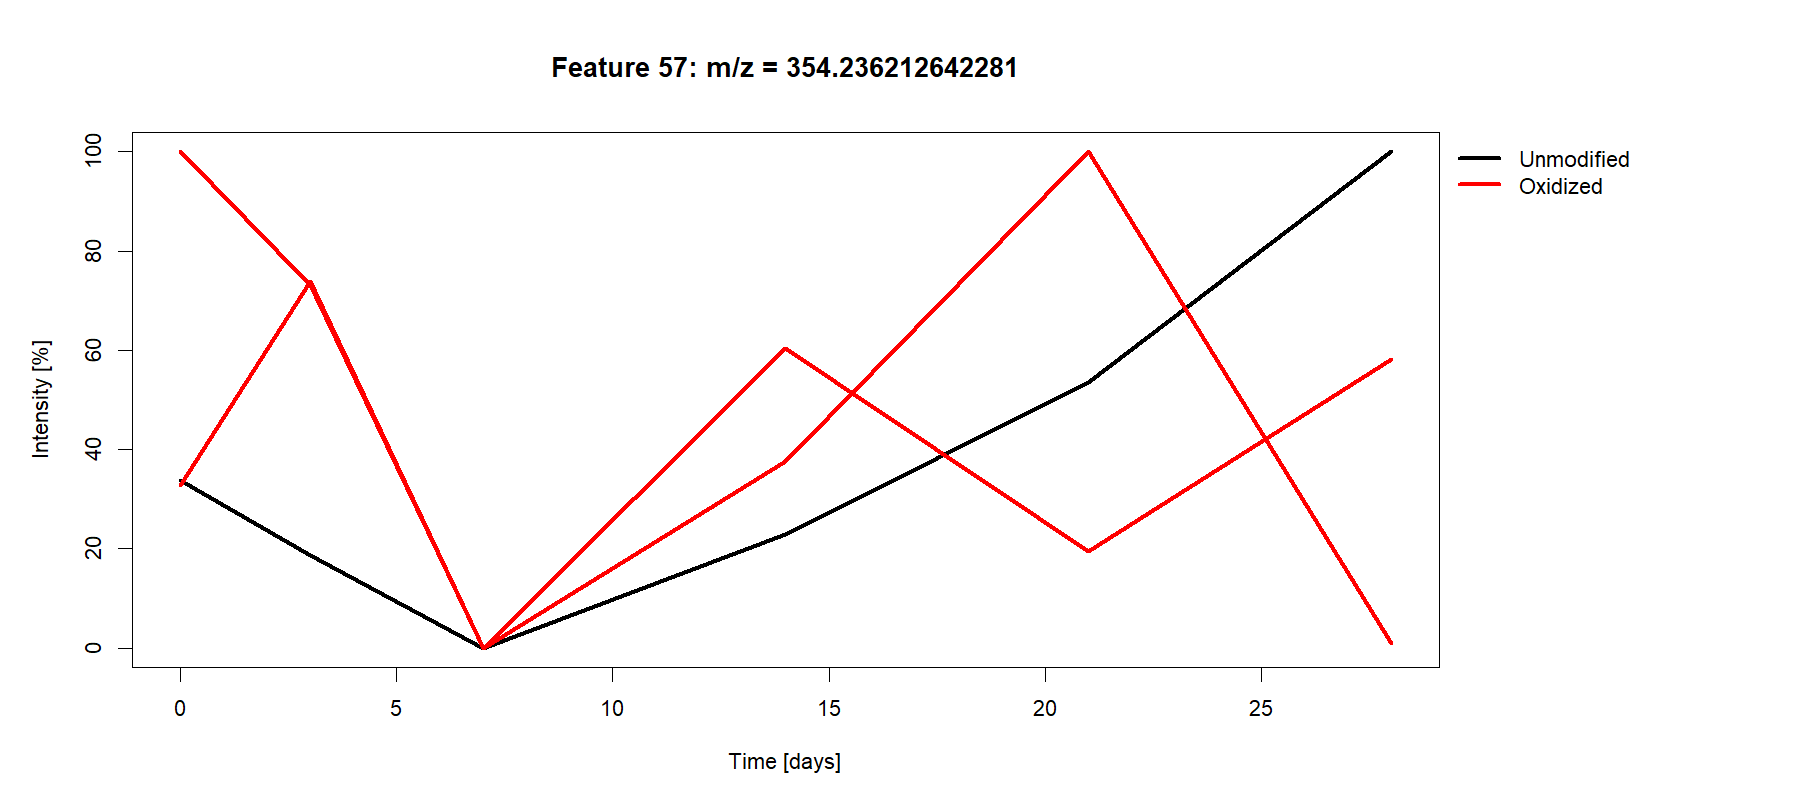 Feature 57: m/z = 354.236212642281
100
80
60
40
20
0
Intensity [%]
0 5 10 15 20 25
Time [days]
Unmodified
Oxidized